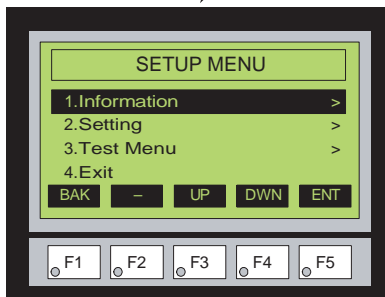 SETUP MENU
1.Information >
2.Setting >
3.Test Menu >
4.Exit
BAK – UP DWN ENT
F1 F2 F3 F4 F5